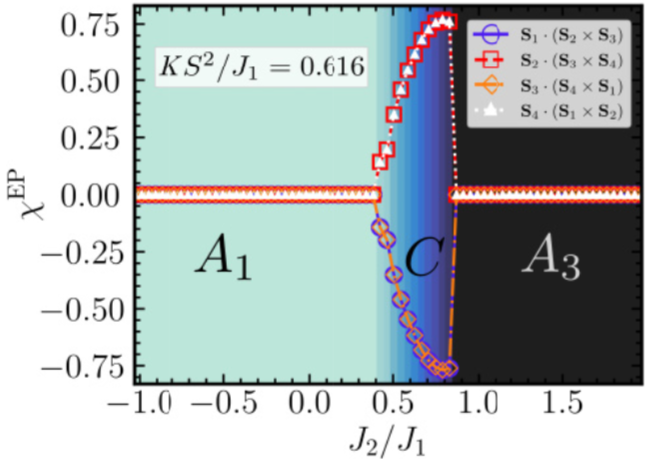 0.75
0.50
0.25
0.00
−0.25
−0.50
−0.75
χ^EP
KS²/J₁ = 0.616
S₁ · (S₂ × S₃)
S₂ · (S₃ × S₄)
S₃ · (S₄ × S₁)
S₄ · (S₁ × S₂)
A₁
C
A₃
−1.0 −0.5 0.0 0.5 1.0 1.5
J₂/J₁